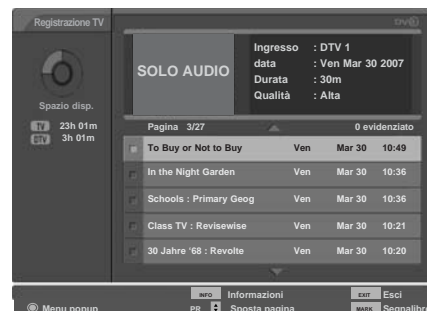 Registrazione TV
DVB
SOLO AUDIO
Ingresso : DTV 1
data : Ven Mar 30 2007
Durata : 30m
Qualità : Alta
Spazio disp.
TV 23h 01m
DTV 3h 01m
Pagina 3/27 0 evidenziato
To Buy or Not to Buy Ven Mar 30 10:49
In the Night Garden Ven Mar 30 10:36
Schools : Primary Geog Ven Mar 30 10:36
Class TV : Revisewise Ven Mar 30 10:21
30 Jahre '68 : Revolte Ven Mar 30 10:20
INFO Informazioni EXIT Esci
Menu popup PR Sposta pagina MARK Segnalibro